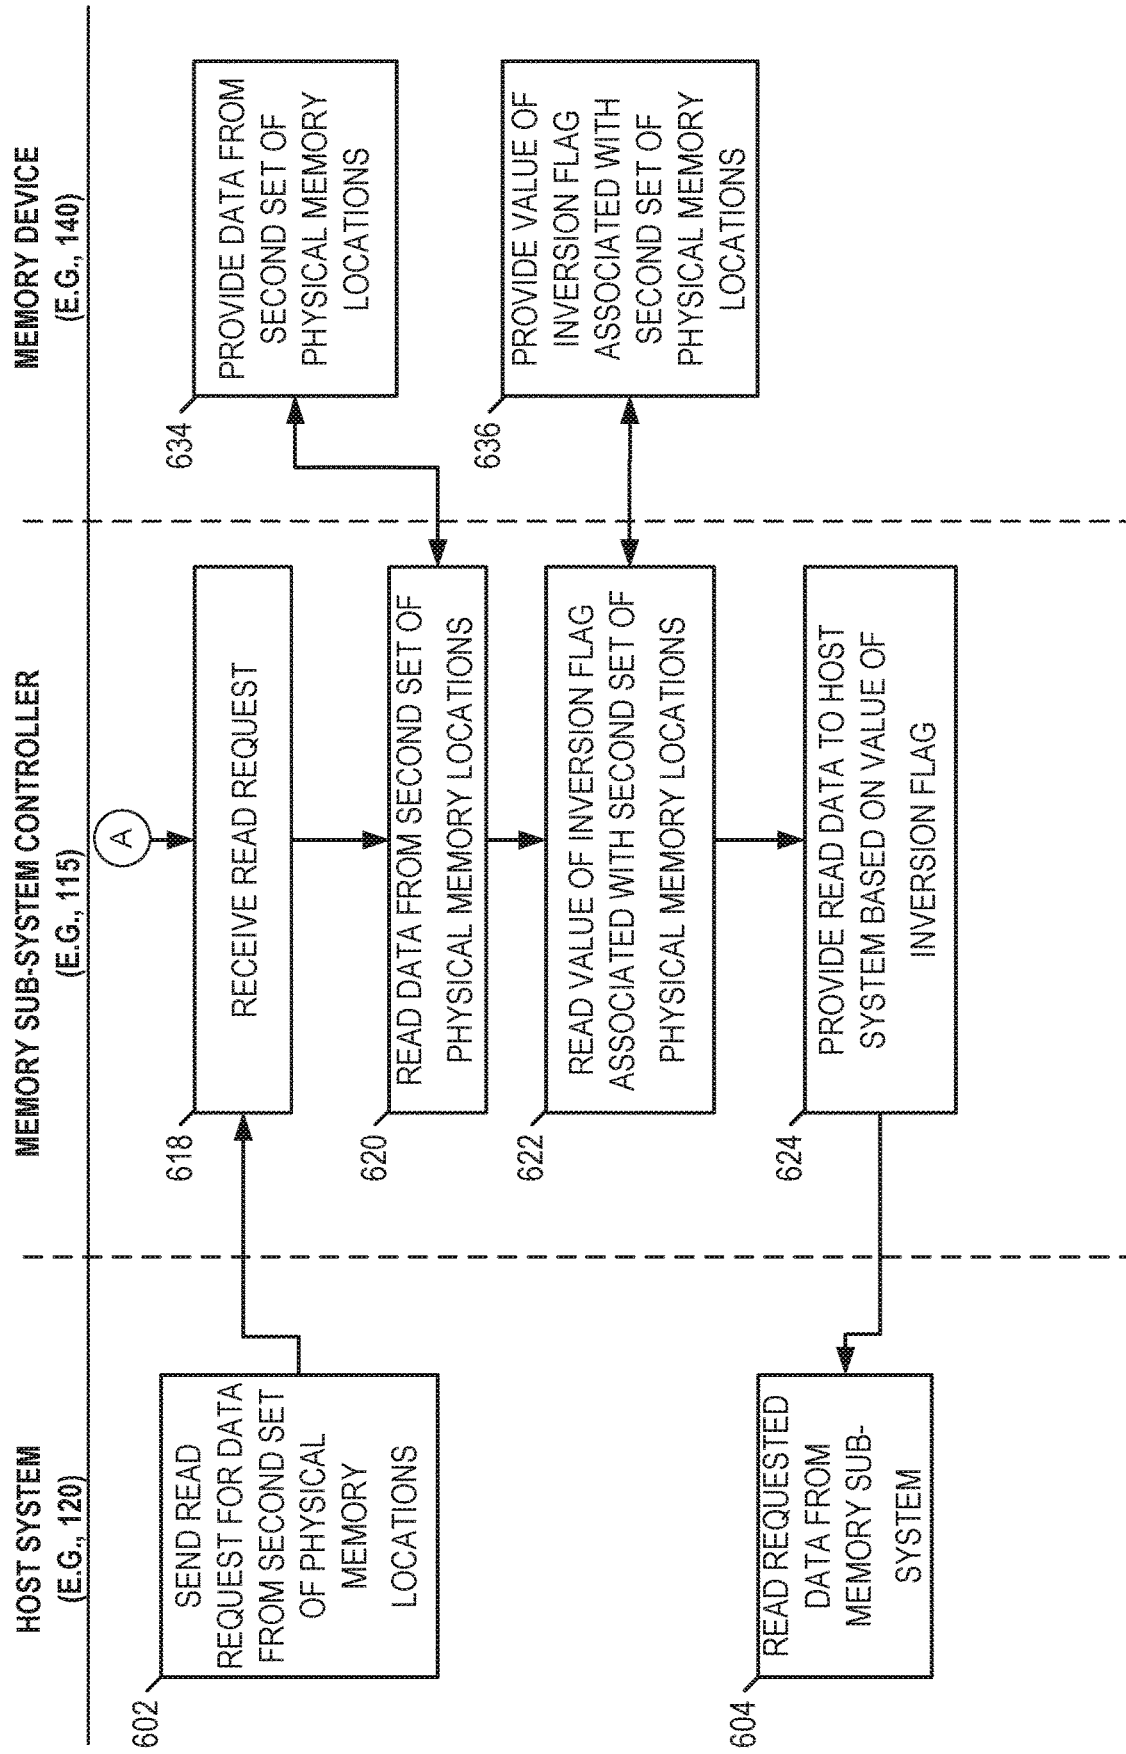 HOST SYSTEM
(E.G., 120)
MEMORY SUB-SYSTEM CONTROLLER
(E.G., 115)
MEMORY DEVICE
(E.G., 140)
A
602
SEND READ
REQUEST FOR DATA
FROM SECOND SET
OF PHYSICAL
MEMORY
LOCATIONS
618
RECEIVE READ REQUEST
634
PROVIDE DATA FROM
SECOND SET OF
PHYSICAL MEMORY
LOCATIONS
620
READ DATA FROM SECOND SET OF
PHYSICAL MEMORY LOCATIONS
622
READ VALUE OF INVERSION FLAG
ASSOCIATED WITH SECOND SET OF
PHYSICAL MEMORY LOCATIONS
636
PROVIDE VALUE OF
INVERSION FLAG
ASSOCIATED WITH
SECOND SET OF
PHYSICAL MEMORY
LOCATIONS
604
READ REQUESTED
DATA FROM
MEMORY SUB-
SYSTEM
624
PROVIDE READ DATA TO HOST
SYSTEM BASED ON VALUE OF
INVERSION FLAG